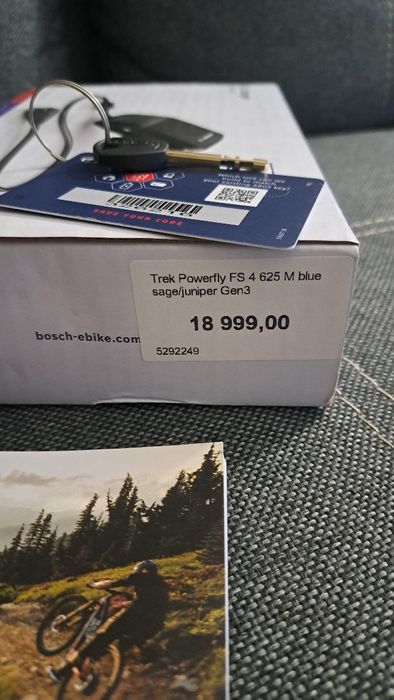 SAVE YOUR CODE
Trek Powerfly FS 4 625 M blue
sage/juniper Gen3
18 999,00
bosch-ebike.com
5292249